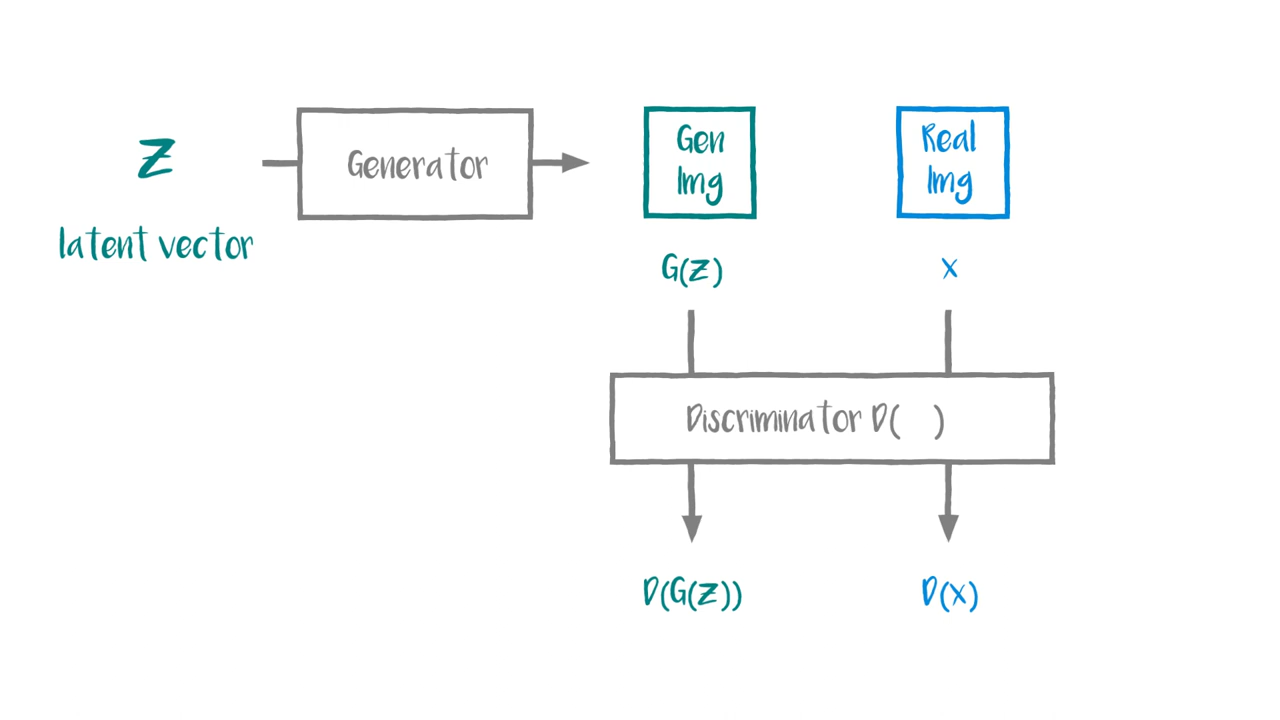 z
latent vector
Generator
Gen
Img
G(z)
Real
Img
x
Discriminator D( )
D(G(z))
D(x)